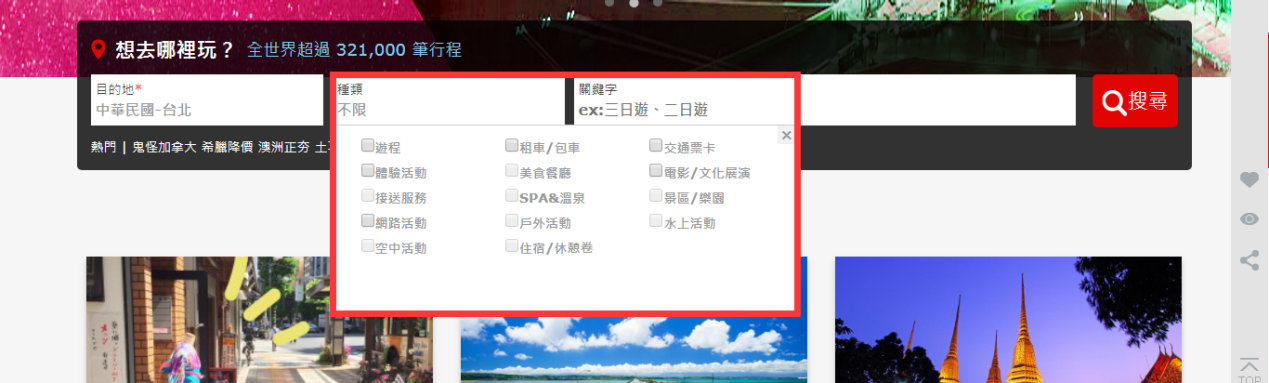 想去哪裡玩？ 全世界超過 321,000 筆行程
目的地* 種類 關鍵字
中華民國-台北 不限 ex:三日遊、二日遊
搜尋
熱門 | 鬼怪加拿大 希臘降價 澳洲正夯
遊程 租車/包車 交通票卡
體驗活動 美食餐廳 電影/文化展演
接送服務 SPA&溫泉 景區/樂園
網路活動 戶外活動 水上活動
空中活動 住宿/休憩卷
TOP